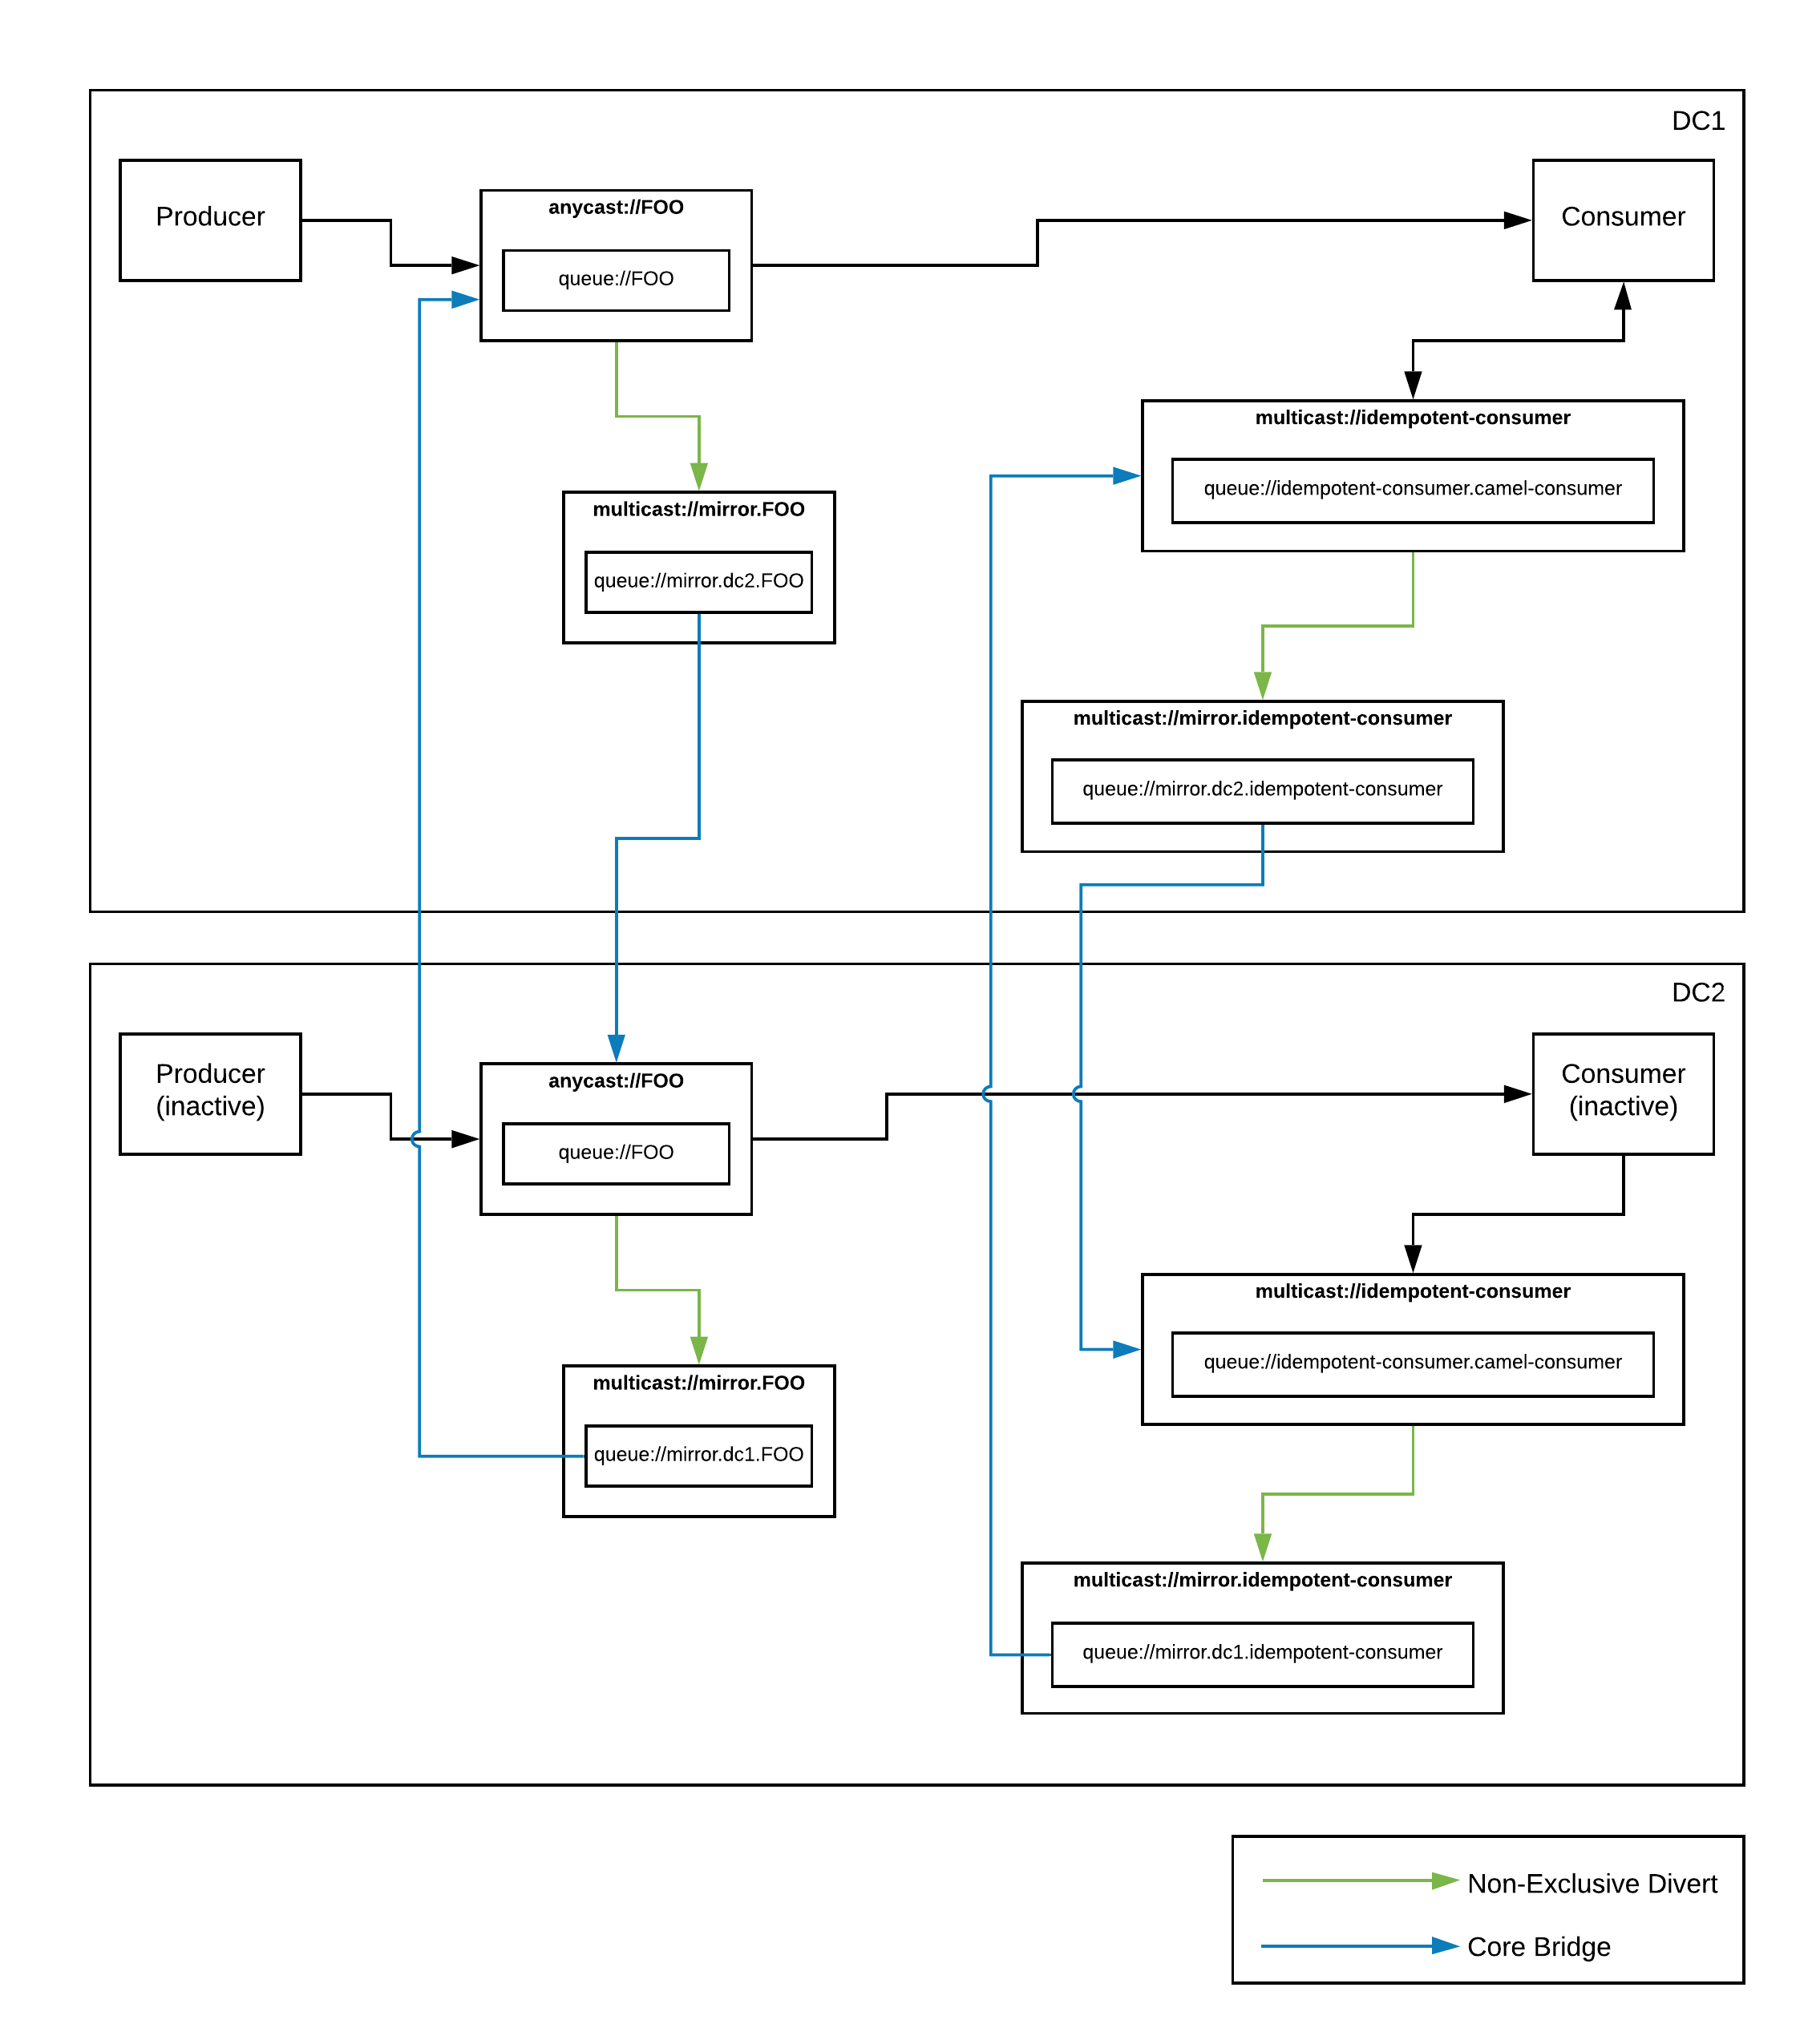 DC1
Producer
anycast://FOO
queue://FOO
Consumer
multicast://idempotent-consumer
queue://idempotent-consumer.camel-consumer
multicast://mirror.FOO
queue://mirror.dc2.FOO
multicast://mirror.idempotent-consumer
queue://mirror.dc2.idempotent-consumer
DC2
Producer
(inactive)
anycast://FOO
queue://FOO
Consumer
(inactive)
multicast://idempotent-consumer
queue://idempotent-consumer.camel-consumer
multicast://mirror.FOO
queue://mirror.dc1.FOO
multicast://mirror.idempotent-consumer
queue://mirror.dc1.idempotent-consumer
Non-Exclusive Divert
Core Bridge